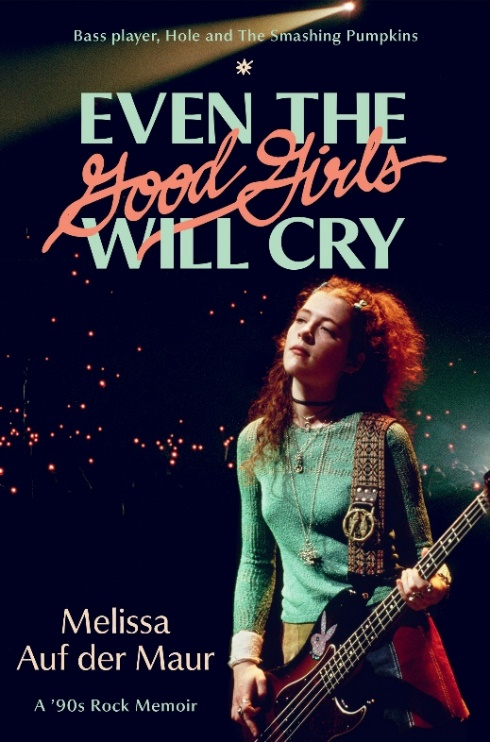 Bass player, Hole and The Smashing Pumpkins
EVEN THE
Good Girls
WILL CRY
Melissa
Auf der Maur
A ’90s Rock Memoir